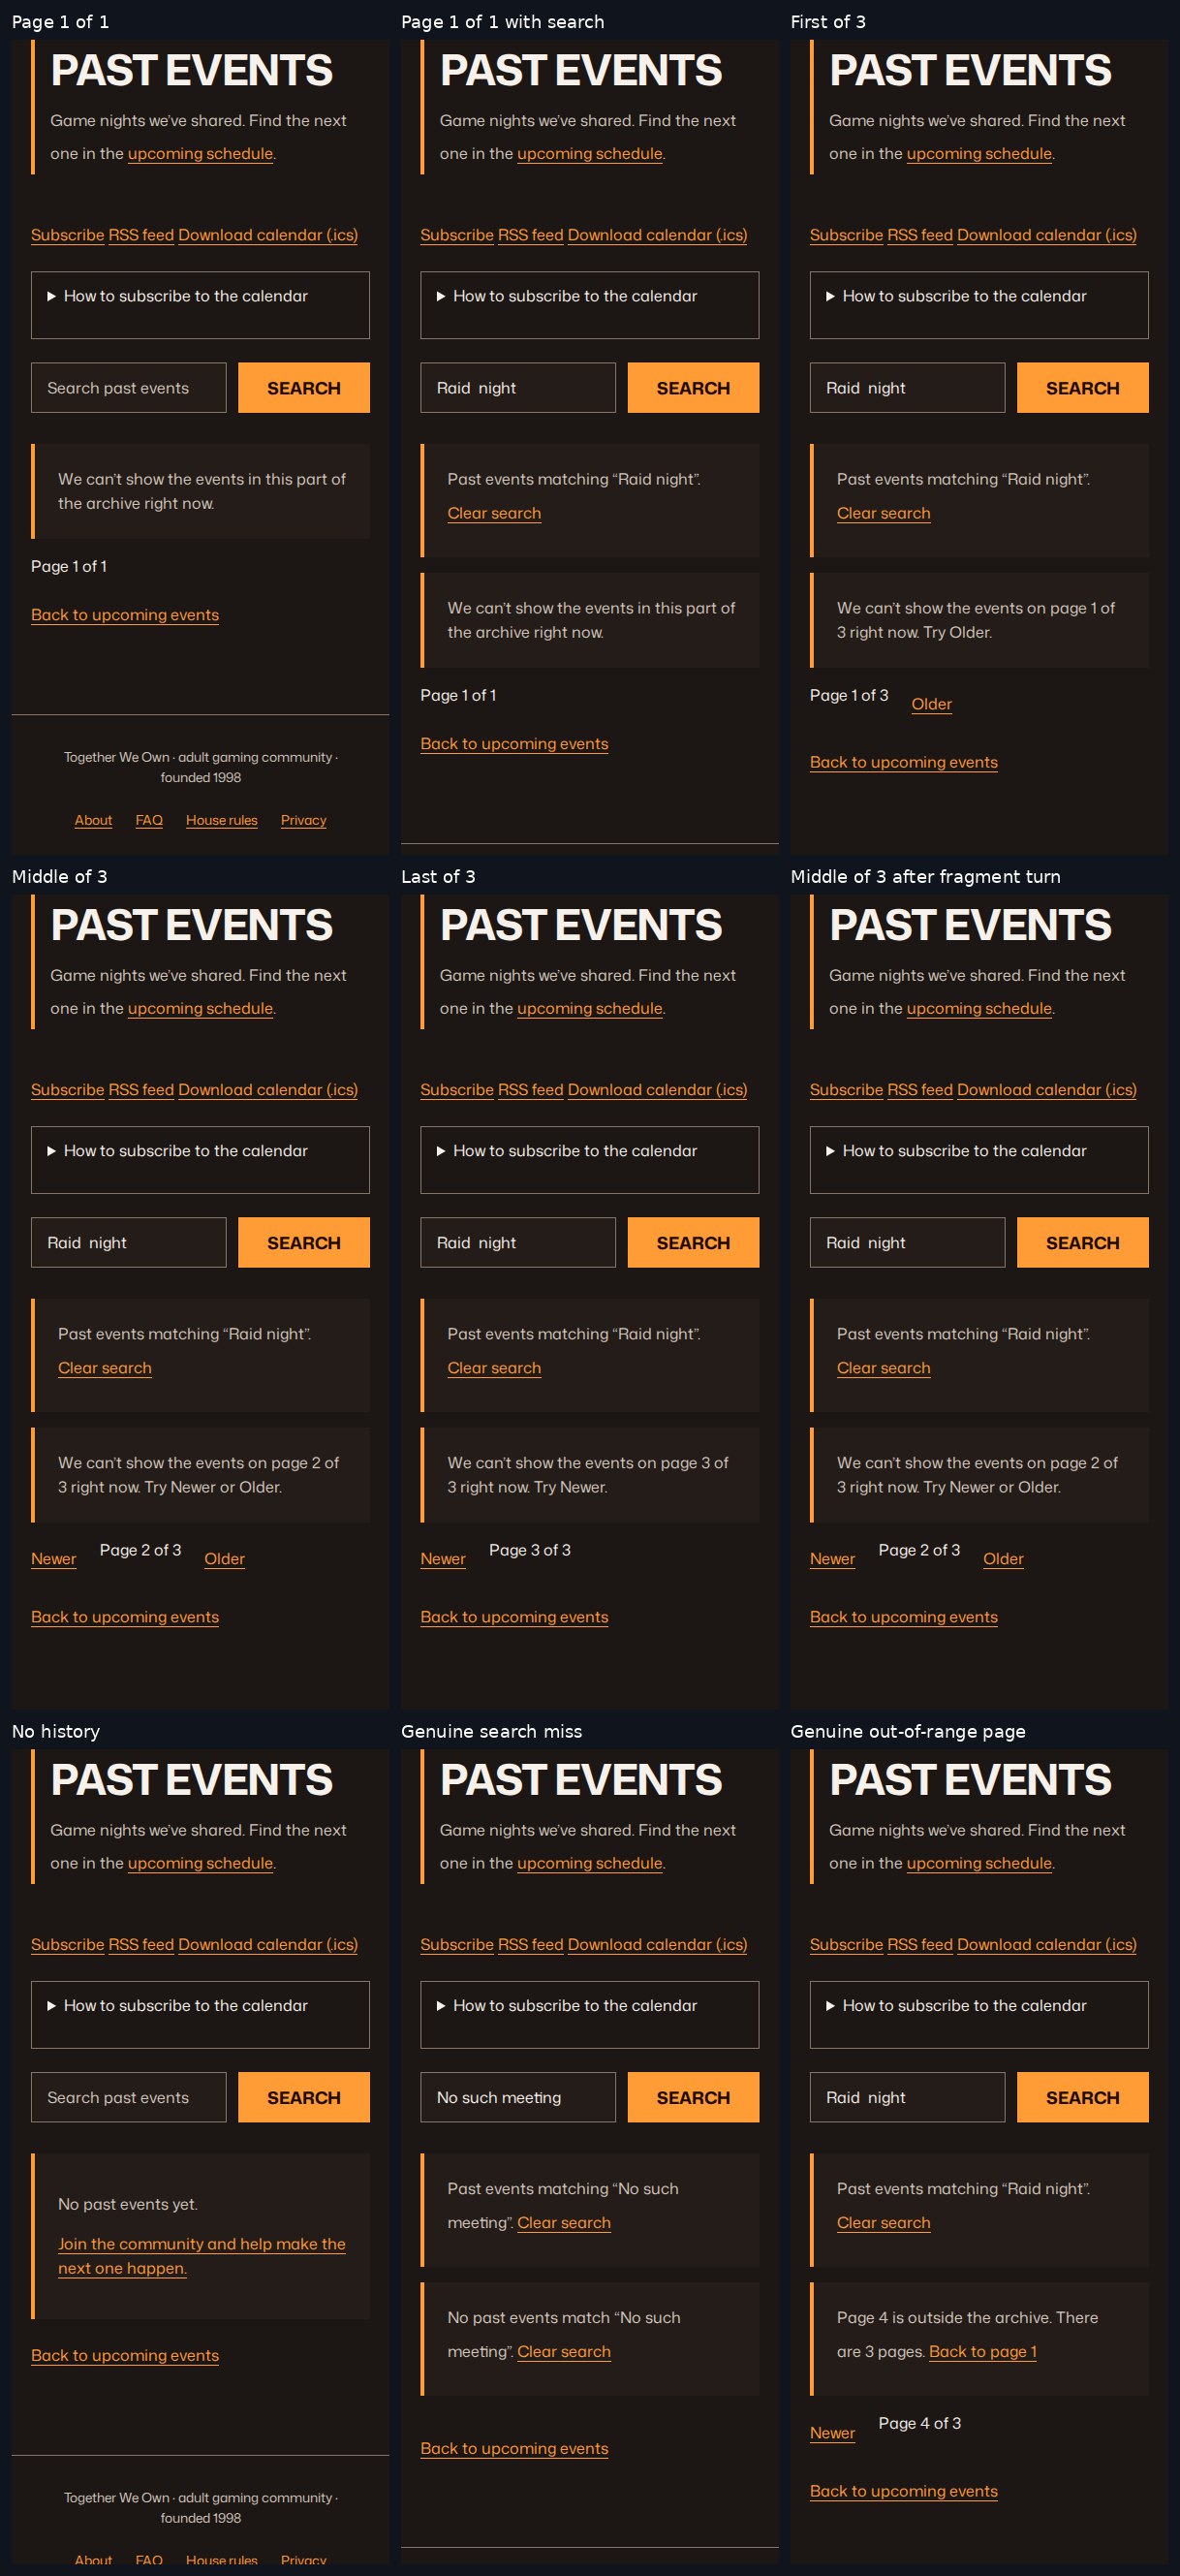 Page 1 of 1
PAST EVENTS
Game nights we’ve shared. Find the next
one in the upcoming schedule.
Subscribe RSS feed Download calendar (.ics)
▶ How to subscribe to the calendar
Search past events
SEARCH
We can’t show the events in this part of
the archive right now.
Page 1 of 1
Back to upcoming events
Together We Own · adult gaming community ·
founded 1998
About FAQ House rules Privacy
Page 1 of 1 with search
PAST EVENTS
Game nights we’ve shared. Find the next
one in the upcoming schedule.
Subscribe RSS feed Download calendar (.ics)
▶ How to subscribe to the calendar
Raid  night
SEARCH
Past events matching “Raid night”.
Clear search
We can’t show the events in this part of
the archive right now.
Page 1 of 1
Back to upcoming events
First of 3
PAST EVENTS
Game nights we’ve shared. Find the next
one in the upcoming schedule.
Subscribe RSS feed Download calendar (.ics)
▶ How to subscribe to the calendar
Raid  night
SEARCH
Past events matching “Raid night”.
Clear search
We can’t show the events on page 1 of
3 right now. Try Older.
Page 1 of 3 Older
Back to upcoming events
Middle of 3
PAST EVENTS
Game nights we’ve shared. Find the next
one in the upcoming schedule.
Subscribe RSS feed Download calendar (.ics)
▶ How to subscribe to the calendar
Raid  night
SEARCH
Past events matching “Raid night”.
Clear search
We can’t show the events on page 2 of
3 right now. Try Newer or Older.
Newer Page 2 of 3 Older
Back to upcoming events
Last of 3
PAST EVENTS
Game nights we’ve shared. Find the next
one in the upcoming schedule.
Subscribe RSS feed Download calendar (.ics)
▶ How to subscribe to the calendar
Raid  night
SEARCH
Past events matching “Raid night”.
Clear search
We can’t show the events on page 3 of
3 right now. Try Newer.
Newer Page 3 of 3
Back to upcoming events
Middle of 3 after fragment turn
PAST EVENTS
Game nights we’ve shared. Find the next
one in the upcoming schedule.
Subscribe RSS feed Download calendar (.ics)
▶ How to subscribe to the calendar
Raid  night
SEARCH
Past events matching “Raid night”.
Clear search
We can’t show the events on page 2 of
3 right now. Try Newer or Older.
Newer Page 2 of 3 Older
Back to upcoming events
No history
PAST EVENTS
Game nights we’ve shared. Find the next
one in the upcoming schedule.
Subscribe RSS feed Download calendar (.ics)
▶ How to subscribe to the calendar
Search past events
SEARCH
No past events yet.
Join the community and help make the
next one happen.
Back to upcoming events
Together We Own · adult gaming community ·
founded 1998
About FAQ House rules Privacy
Genuine search miss
PAST EVENTS
Game nights we’ve shared. Find the next
one in the upcoming schedule.
Subscribe RSS feed Download calendar (.ics)
▶ How to subscribe to the calendar
No such meeting
SEARCH
Past events matching “No such
meeting”. Clear search
No past events match “No such
meeting”. Clear search
Back to upcoming events
Genuine out-of-range page
PAST EVENTS
Game nights we’ve shared. Find the next
one in the upcoming schedule.
Subscribe RSS feed Download calendar (.ics)
▶ How to subscribe to the calendar
Raid  night
SEARCH
Past events matching “Raid night”.
Clear search
Page 4 is outside the archive. There
are 3 pages. Back to page 1
Newer Page 4 of 3
Back to upcoming events